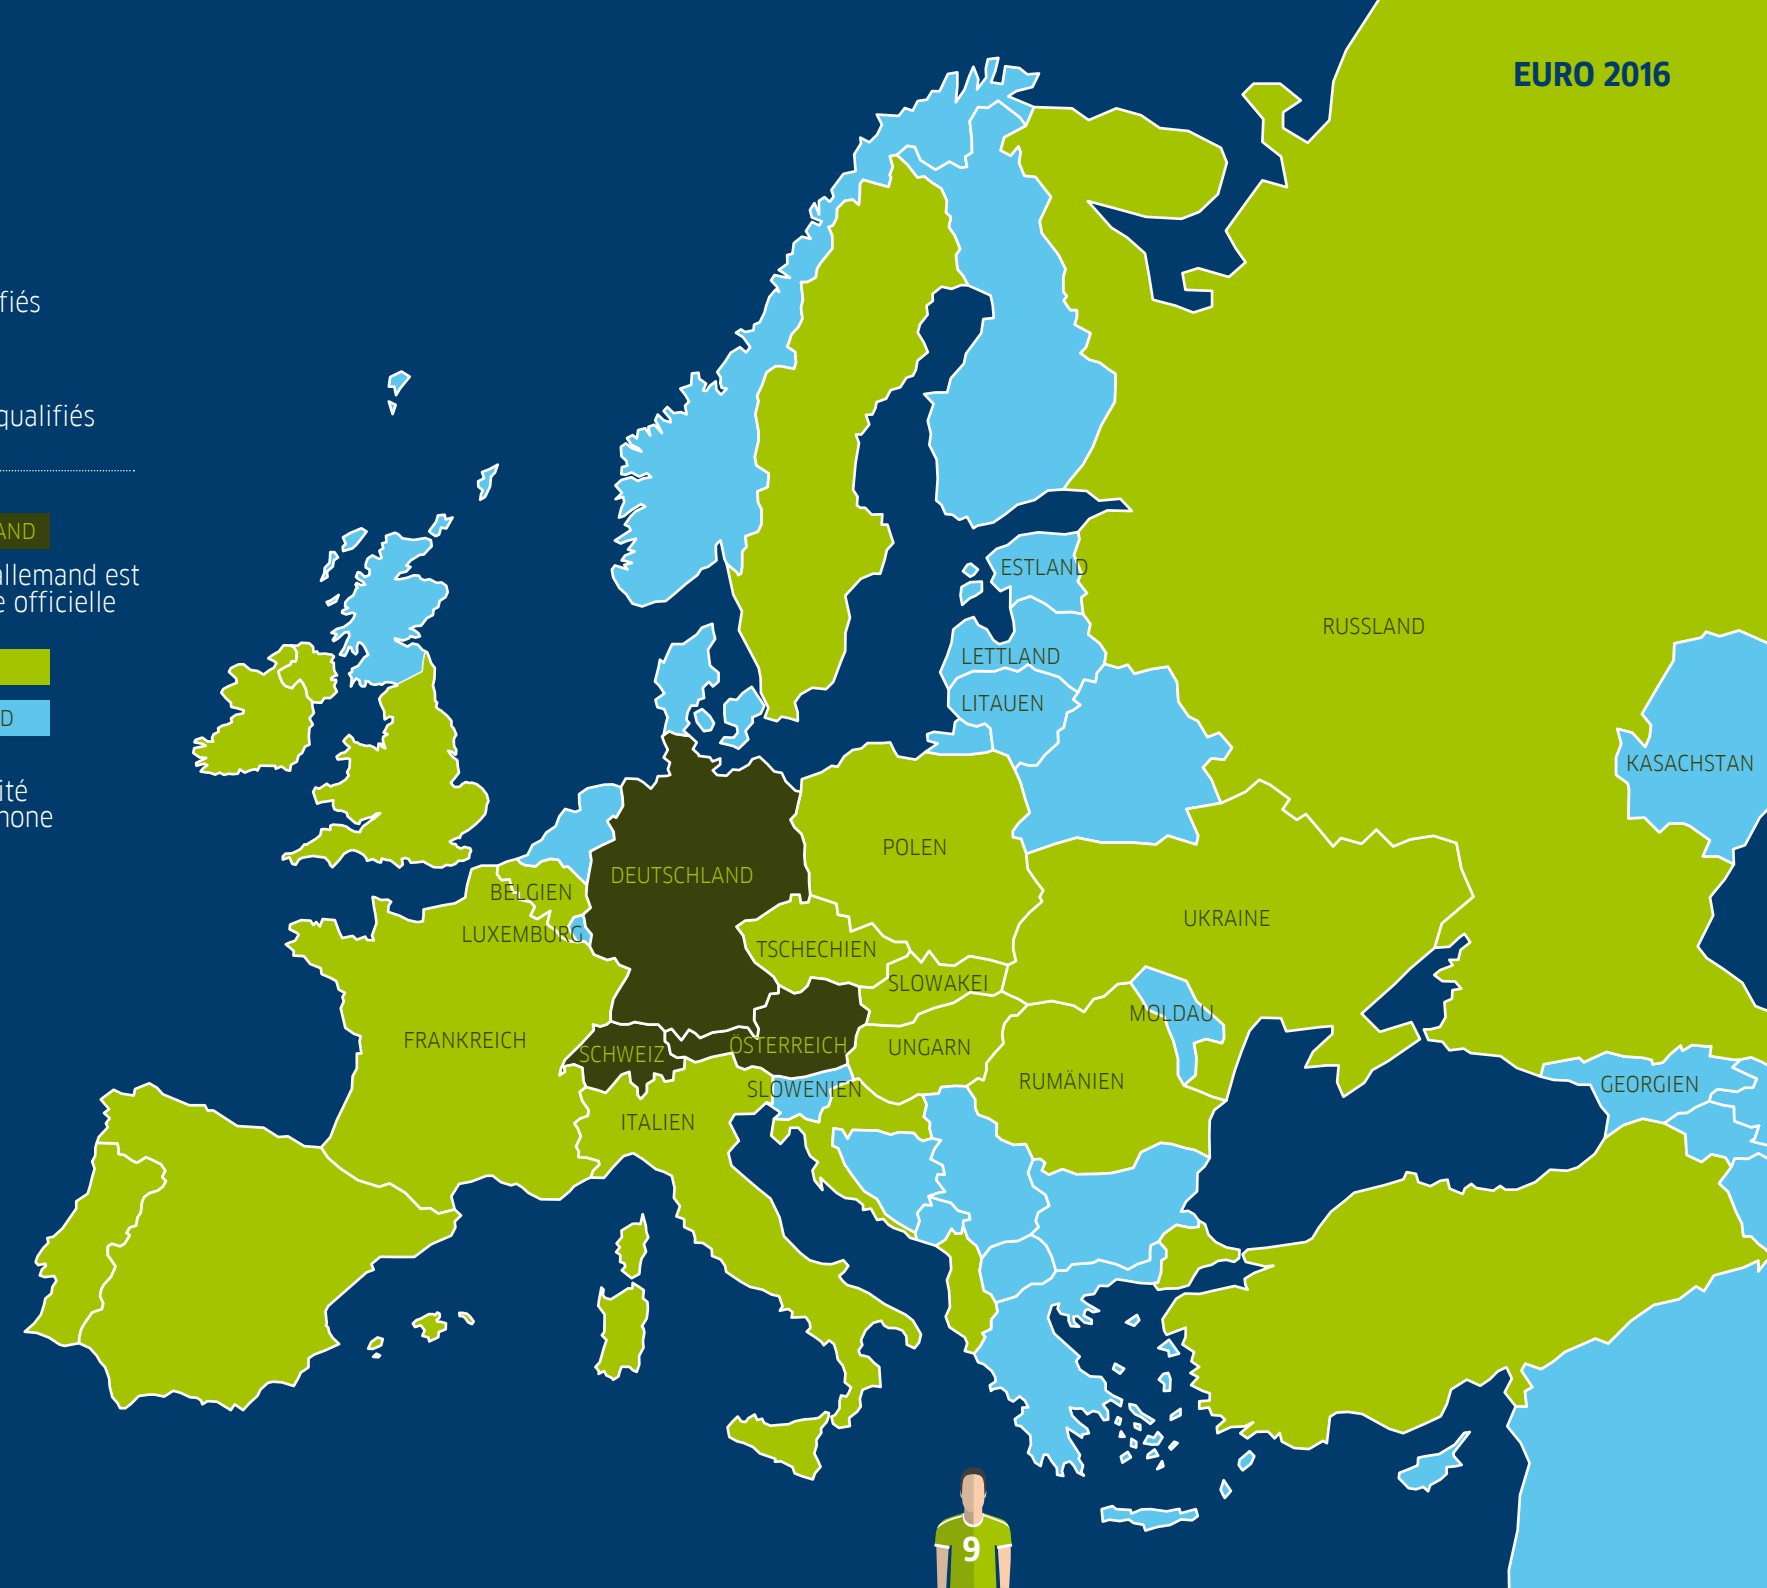 EURO 2016
fiés
qualifiés
AND
allemand est
e officielle
D
ité
hone
ESTLAND
RUSSLAND
LETTLAND
LITAUEN
KASACHSTAN
POLEN
DEUTSCHLAND
BELGIEN
UKRAINE
LUXEMBURG
TSCHECHIEN
SLOWAKEI
MOLDAU
FRANKREICH
ÖSTERREICH
UNGARN
SCHWEIZ
RUMÄNIEN
GEORGIEN
SLOWENIEN
ITALIEN
9